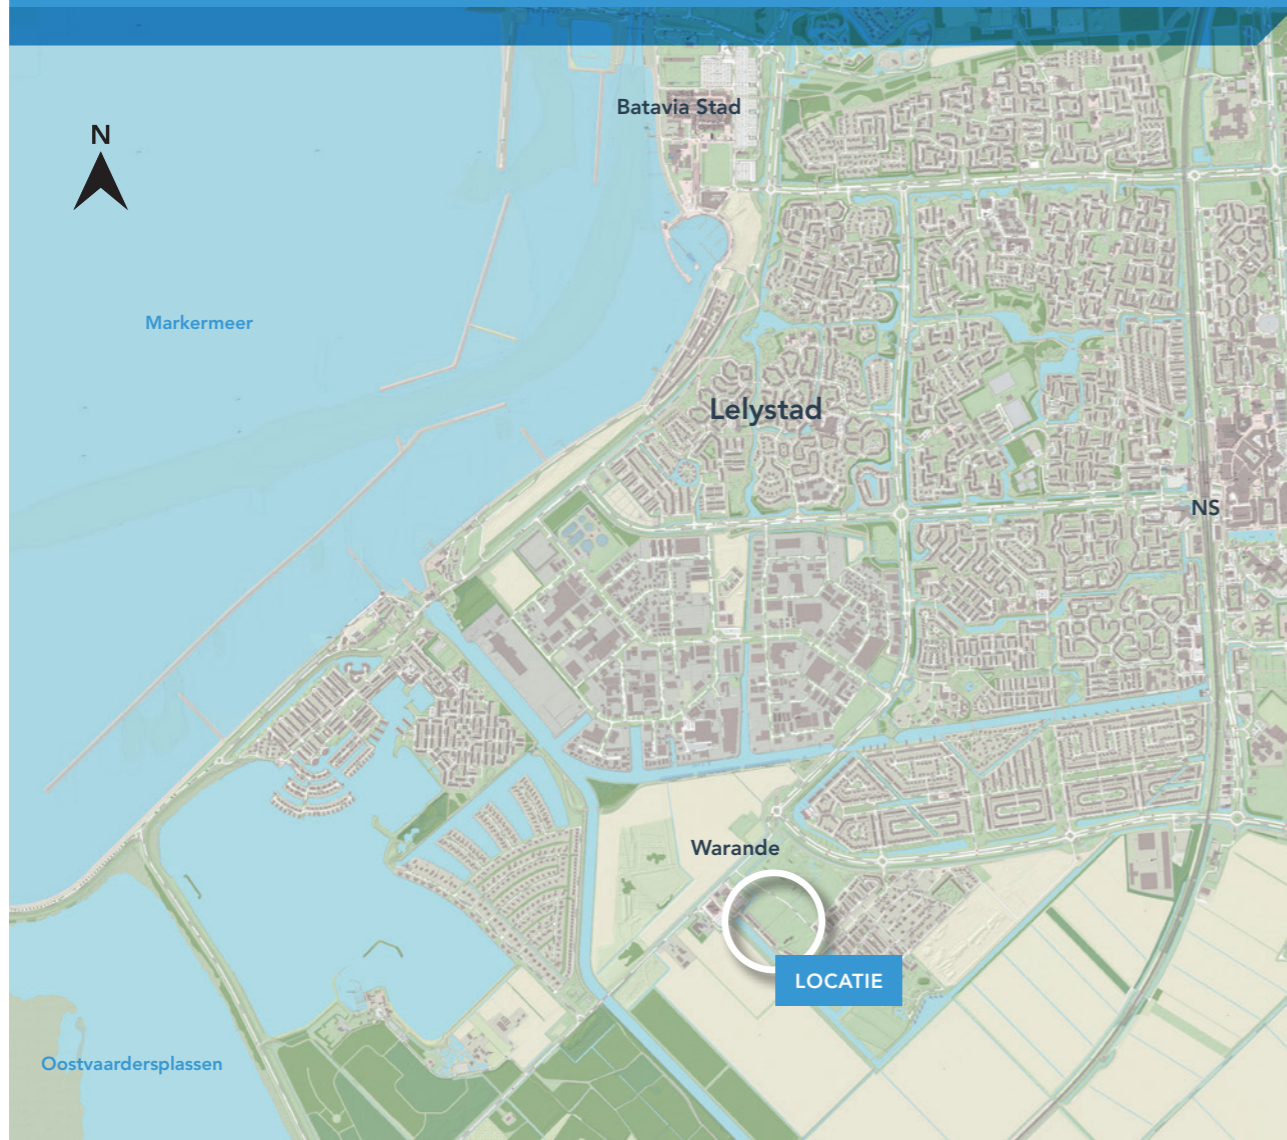 Batavia Stad
N
Markermeer
Lelystad
NS
Warande
LOCATIE
Oostvaardersplassen